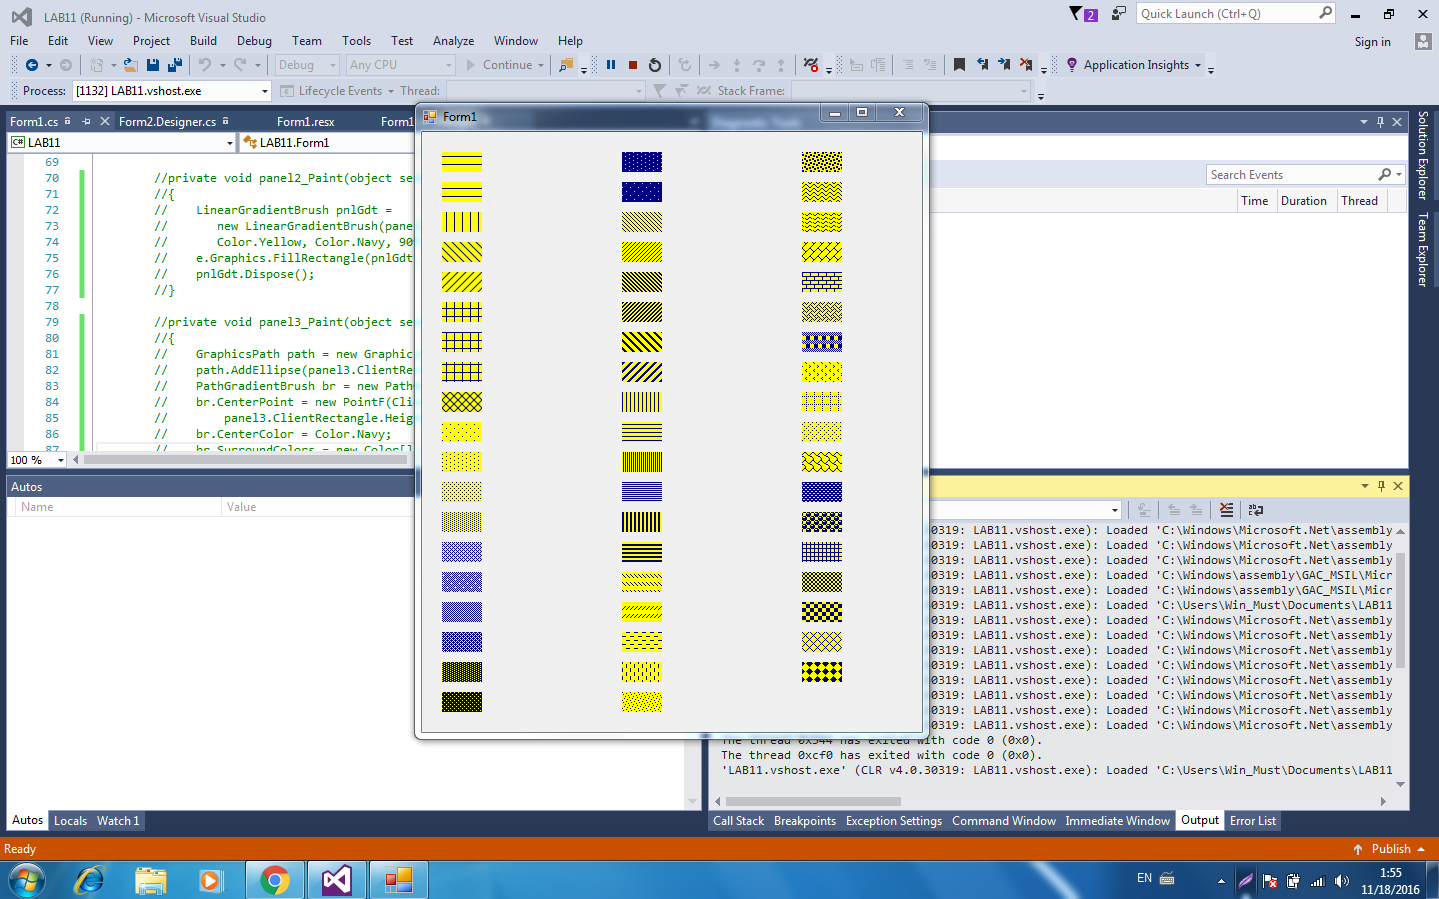 LAB11 (Running) - Microsoft Visual Studio
2
Quick Launch (Ctrl+Q)
File Edit View Project Build Debug Team Tools Test Analyze Window Help
Sign in
Debug Any CPU Continue Application Insights
Process: [1132] LAB11.vshost.exe Lifecycle Events Thread: Stack Frame:
Form1.cs Form2.Designer.cs Form1.resx Form1
Form1
C# LAB11 LAB11.Form1
69
70 //private void panel2_Paint(object se
71 //{
72 // LinearGradientBrush pnlGdt =
73 // new LinearGradientBrush(pane
74 // Color.Yellow, Color.Navy, 90
75 // e.Graphics.FillRectangle(pnlGdt
76 // pnlGdt.Dispose();
77 //}
78
79 //private void panel3_Paint(object se
80 //{
81 // GraphicsPath path = new Graphic
82 // path.AddEllipse(panel3.ClientRe
83 // PathGradientBrush br = new Path
84 // br.CenterPoint = new PointF(Cli
85 // panel3.ClientRectangle.Heig
86 // br.CenterColor = Color.Navy;
87 // br.SurroundColors = new Color[]
100 %
Search Events
Time Duration Thread
Solution Explorer
Team Explorer
Autos
Name Value
0319: LAB11.vshost.exe): Loaded 'C:\Windows\Microsoft.Net\assembly
0319: LAB11.vshost.exe): Loaded 'C:\Windows\Microsoft.Net\assembly
0319: LAB11.vshost.exe): Loaded 'C:\Windows\Microsoft.Net\assembly
0319: LAB11.vshost.exe): Loaded 'C:\Windows\assembly\GAC_MSIL\Micr
0319: LAB11.vshost.exe): Loaded 'C:\Windows\assembly\GAC_MSIL\Micr
0319: LAB11.vshost.exe): Loaded 'C:\Users\Win_Must\Documents\LAB11
0319: LAB11.vshost.exe): Loaded 'C:\Windows\Microsoft.Net\assembly
0319: LAB11.vshost.exe): Loaded 'C:\Windows\Microsoft.Net\assembly
0319: LAB11.vshost.exe): Loaded 'C:\Windows\Microsoft.Net\assembly
0319: LAB11.vshost.exe): Loaded 'C:\Windows\Microsoft.Net\assembly
0319: LAB11.vshost.exe): Loaded 'C:\Windows\Microsoft.Net\assembly
0319: LAB11.vshost.exe): Loaded 'C:\Windows\Microsoft.Net\assembly
0319: LAB11.vshost.exe): Loaded 'C:\Windows\Microsoft.Net\assembly
0319: LAB11.vshost.exe): Loaded 'C:\Windows\Microsoft.Net\assembly
The thread 0x344 has exited with code 0 (0x0).
The thread 0xcf0 has exited with code 0 (0x0).
'LAB11.vshost.exe' (CLR v4.0.30319: LAB11.vshost.exe): Loaded 'C:\Users\Win_Must\Documents\LAB11
Autos Locals Watch 1
Call Stack Breakpoints Exception Settings Command Window Immediate Window Output Error List
Ready
Publish
EN
1:55
11/18/2016